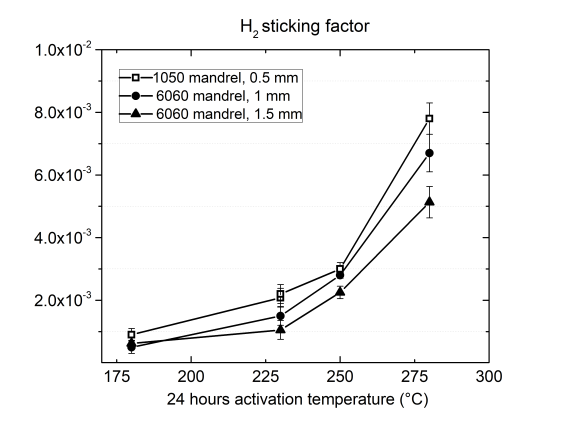 H2 sticking factor
1.0x10-2
8.0x10-3
6.0x10-3
4.0x10-3
2.0x10-3
1050 mandrel, 0.5 mm
6060 mandrel, 1 mm
6060 mandrel, 1.5 mm
175 200 225 250 275 300
24 hours activation temperature (°C)